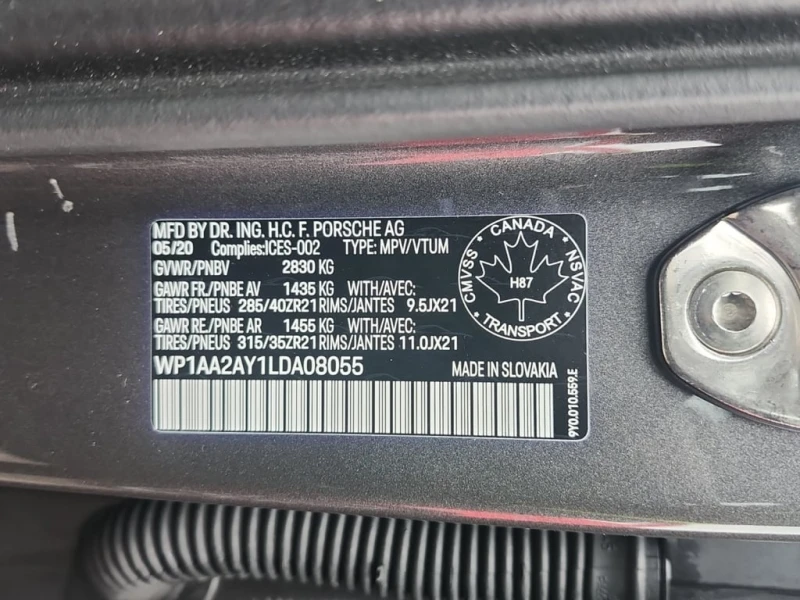 MFD BY DR. ING. H.C. F. PORSCHE AG
05/20 Complies:ICES-002 TYPE: MPV/VTUM
GVWR/PNBV 2830 KG
GAWR FR./PNBE AV 1435 KG WITH/AVEC:
TIRES/PNEUS 285/40ZR21 RIMS/JANTES 9.5JX21
GAWR RE./PNBE AR 1455 KG WITH/AVEC:
TIRES/PNEUS 315/35ZR21 RIMS/JANTES 11.0JX21
WP1AA2AY1LDA08055 MADE IN SLOVAKIA
CMVSS • CANADA • NSVAC
H87
TRANSPORT
9Y0.010.559.E